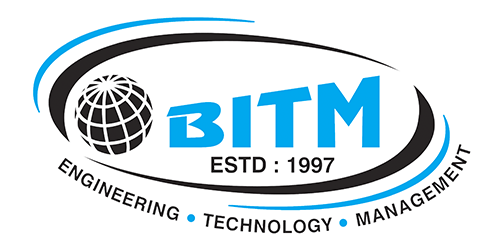 BITM
ESTD : 1997
ENGINEERING • TECHNOLOGY • MANAGEMENT